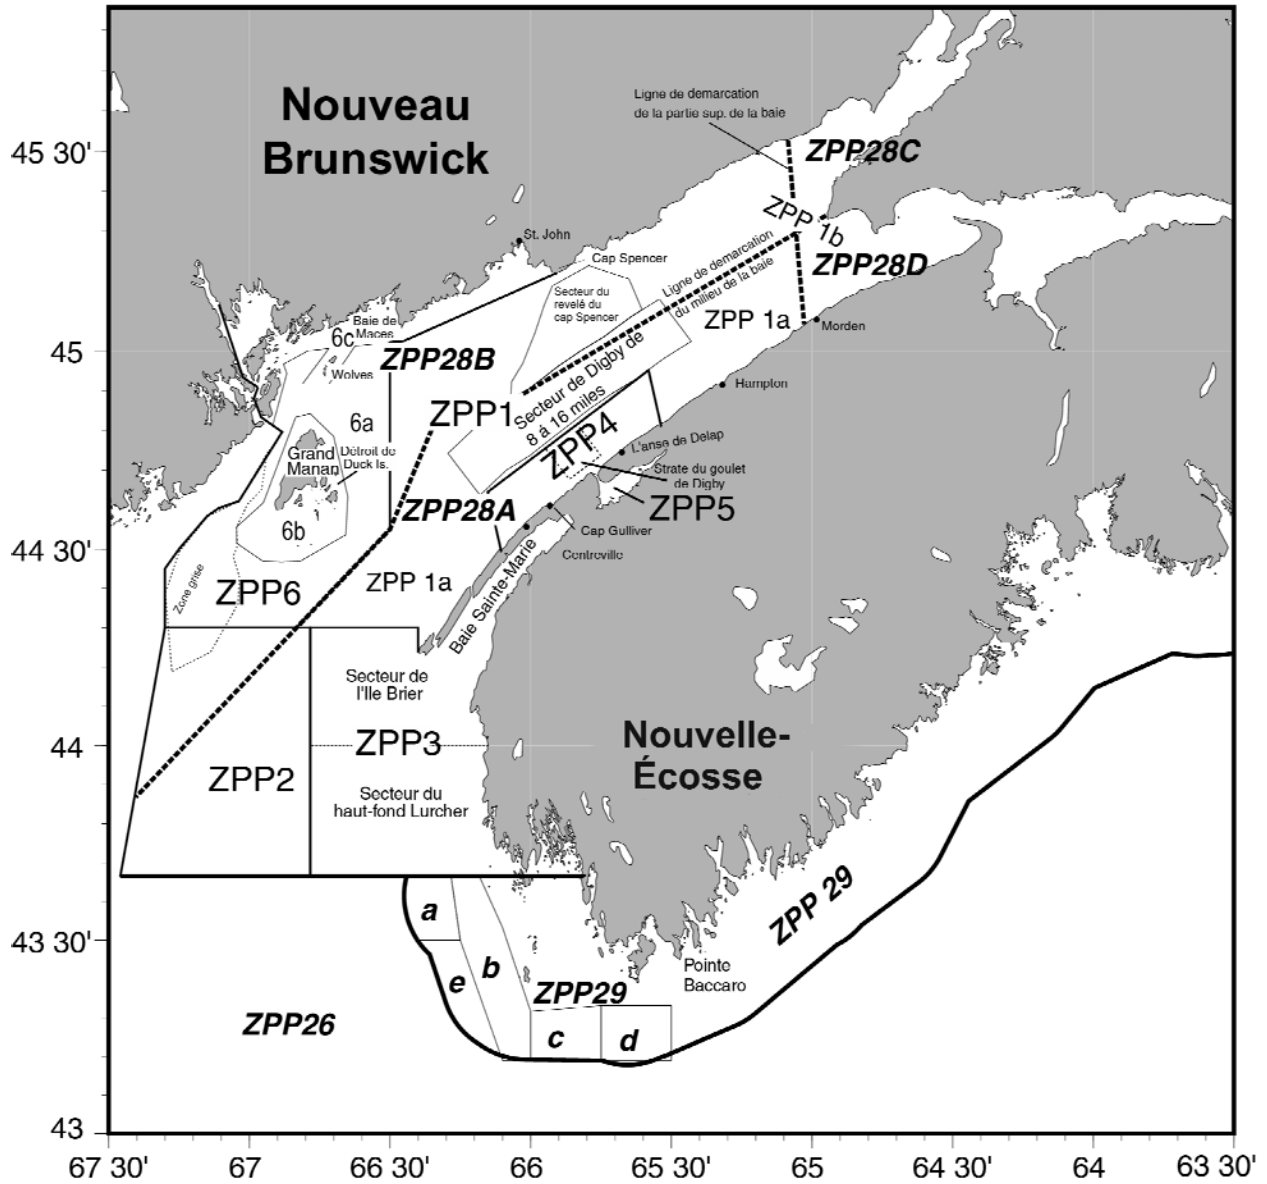 Nouveau
Brunswick
Ligne de demarcation
de la partie sup. de la baie
45 30'
ZPP28C
ZPP 1b
St. John
Cap Spencer
Ligne de demarcation
du milieu de la baie
ZPP28D
Secteur du
revelé du
cap Spencer
Baie de
Maces
6c
ZPP 1a
Morden
45
ZPP28B
Wolves
Hampton
Secteur de Digby de
8 á 16 miles
ZPP1
6a
ZPP4
L'anse de Delap
Grand
Manan
Détroit de
Duck Is.
Strate du goulet
de Digby
ZPP28A
ZPP5
6b
Cap Gulliver
44 30'
Centreville
Zone grise
ZPP6
ZPP 1a
Baie Sainte-Marie
Secteur de
l'Ile Brier
44
ZPP3
Nouvelle-
Écosse
ZPP2
Secteur du
haut-fond Lurcher
ZPP 29
a
43 30'
b
e
Pointe
Baccaro
ZPP29
ZPP26
c
d
43
67 30'
67
66 30'
66
65 30'
65
64 30'
64
63 30'